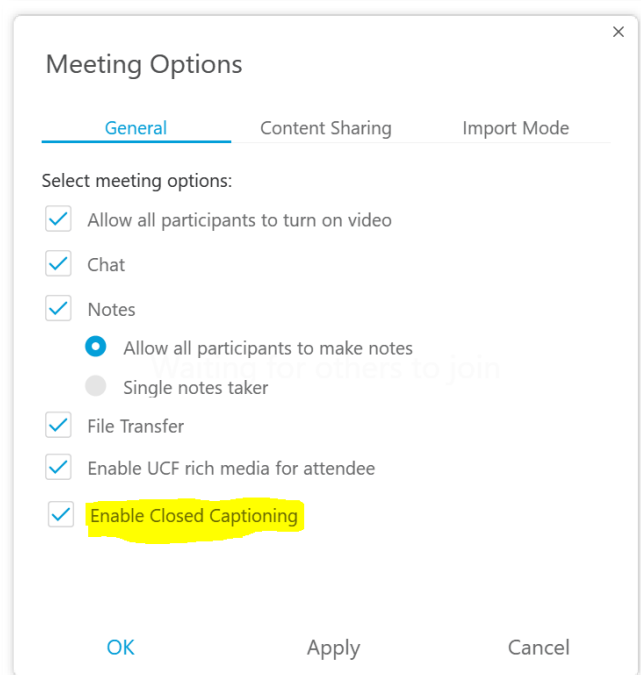 Meeting Options
General Content Sharing Import Mode
Select meeting options:
Allow all participants to turn on video
Chat
Notes
Allow all participants to make notes
Waiting for others to join
Single notes taker
File Transfer
Enable UCF rich media for attendee
Enable Closed Captioning
OK Apply Cancel